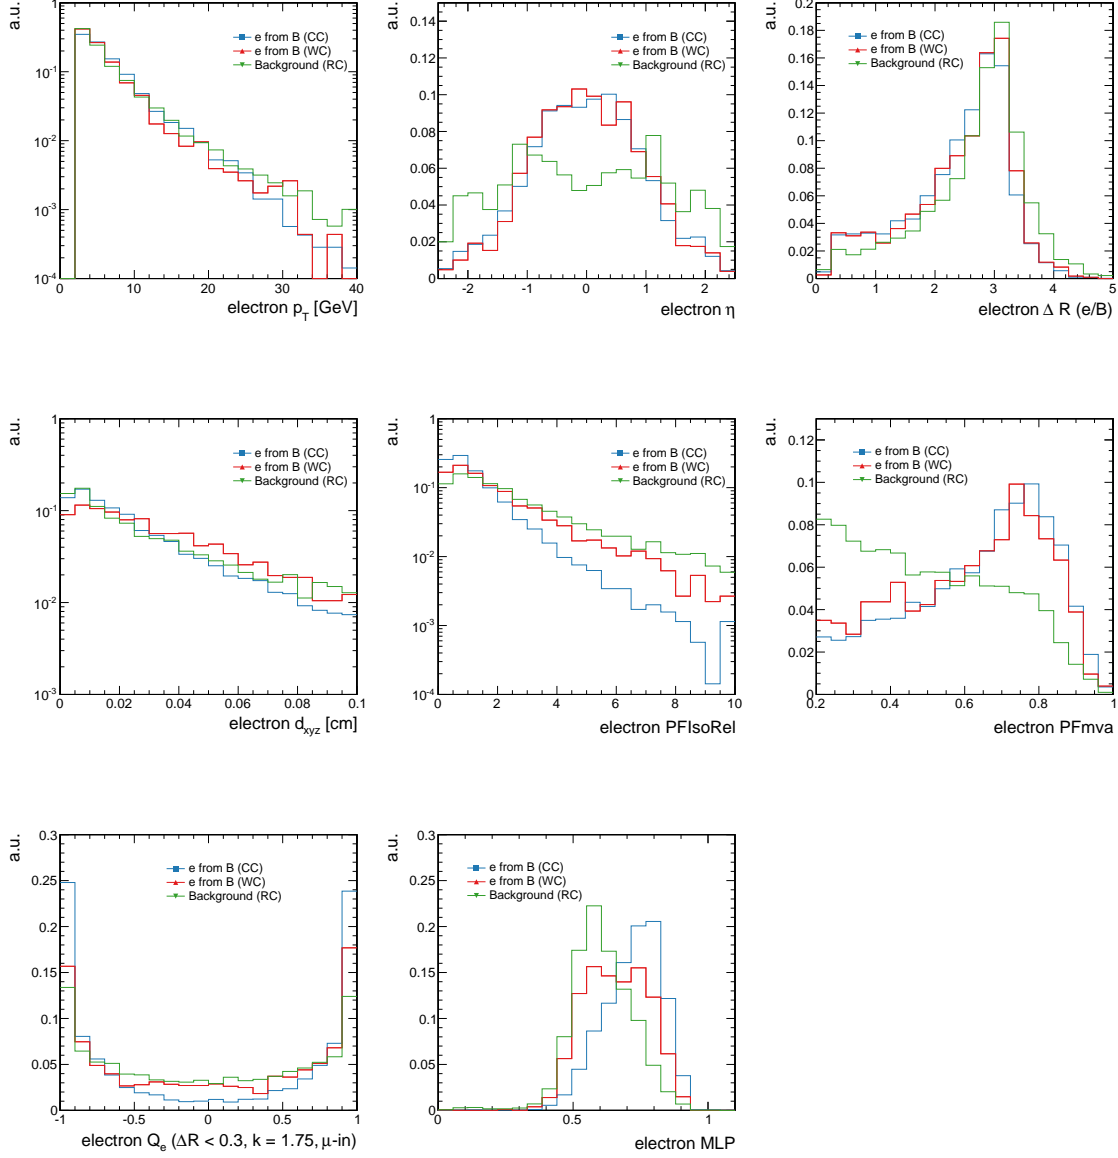 a.u.
1
10⁻¹
10⁻²
10⁻³
10⁻⁴
e from B (CC)
e from B (WC)
Background (RC)
0 10 20 30 40
electron p_T [GeV]
a.u.
0.14
0.12
0.1
0.08
0.06
0.04
0.02
0
e from B (CC)
e from B (WC)
Background (RC)
-2 -1 0 1 2
electron η
a.u.
0.2
0.18
0.16
0.14
0.12
0.1
0.08
0.06
0.04
0.02
0
e from B (CC)
e from B (WC)
Background (RC)
0 1 2 3 4 5
electron Δ R (e/B)
a.u.
1
10⁻¹
10⁻²
10⁻³
e from B (CC)
e from B (WC)
Background (RC)
0 0.02 0.04 0.06 0.08 0.1
electron d_xyz [cm]
a.u.
1
10⁻¹
10⁻²
10⁻³
10⁻⁴
e from B (CC)
e from B (WC)
Background (RC)
0 2 4 6 8 10
electron PFIsoRel
a.u.
0.12
0.1
0.08
0.06
0.04
0.02
0
e from B (CC)
e from B (WC)
Background (RC)
0.2 0.4 0.6 0.8 1
electron PFmva
a.u.
0.3
0.25
0.2
0.15
0.1
0.05
0
e from B (CC)
e from B (WC)
Background (RC)
-1 -0.5 0 0.5 1
electron Q_e (ΔR < 0.3, k = 1.75, μ-in)
a.u.
0.3
0.25
0.2
0.15
0.1
0.05
0
e from B (CC)
e from B (WC)
Background (RC)
0 0.5 1
electron MLP